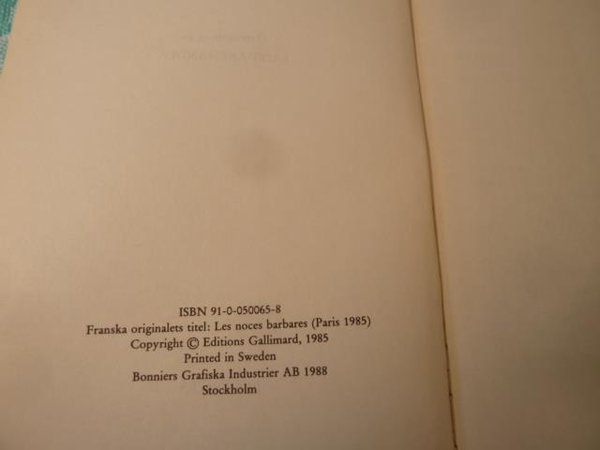 ISBN 91-0-050065-8
Franska originalets titel: Les noces barbares (Paris 1985)
Copyright © Editions Gallimard, 1985
Printed in Sweden
Bonniers Grafiska Industrier AB 1988
Stockholm